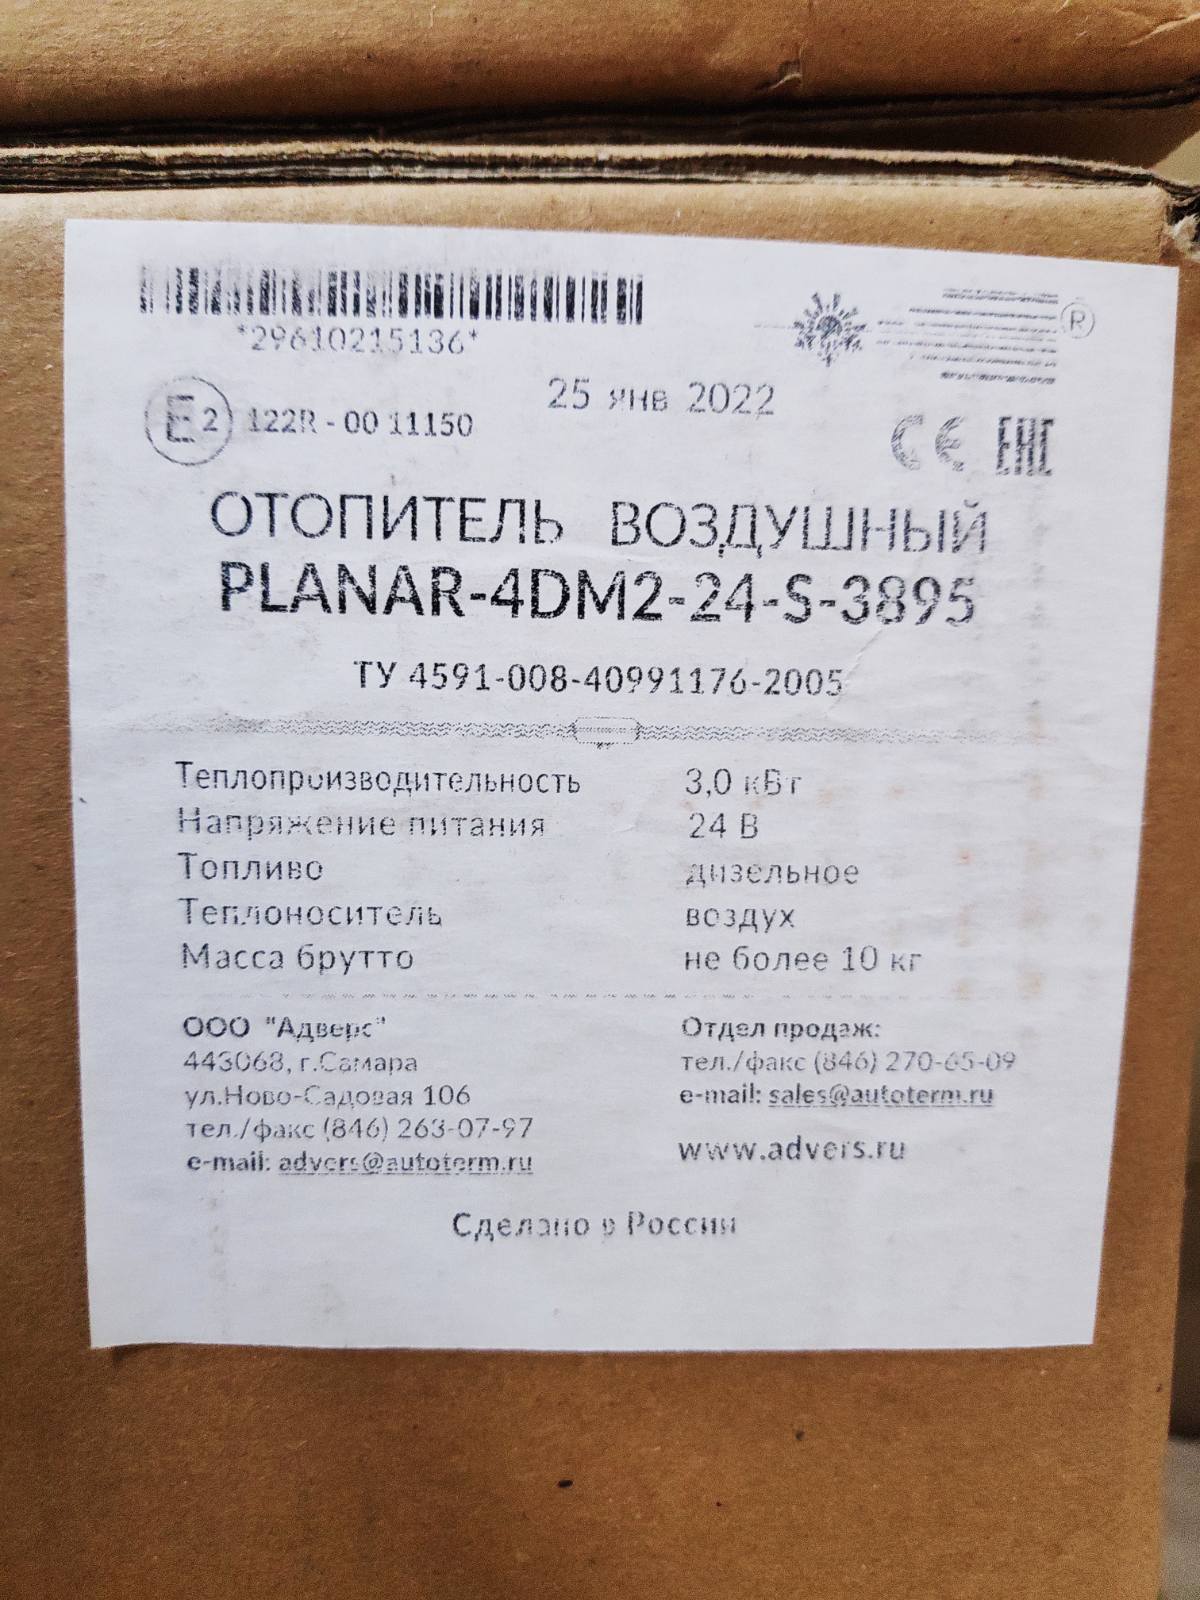 *29610215136*
®
25 янв 2022
E2 122R - 00 11150
CE EAC
ОТОПИТЕЛЬ ВОЗДУШНЫЙ
PLANAR-4DM2-24-S-3895
ТУ 4591-008-40991176-2005
Теплопроизводительность 3,0 кВт
Напряжение питания 24 В
Топливо дизельное
Теплоноситель воздух
Масса брутто не более 10 кг
ООО "Адверс"
443068, г.Самара
ул.Ново-Садовая 106
тел./факс (846) 263-07-97
e-mail: advers@autoterm.ru
Отдел продаж:
тел./факс (846) 270-65-09
e-mail: sales@autoterm.ru
www.advers.ru
Сделано в России